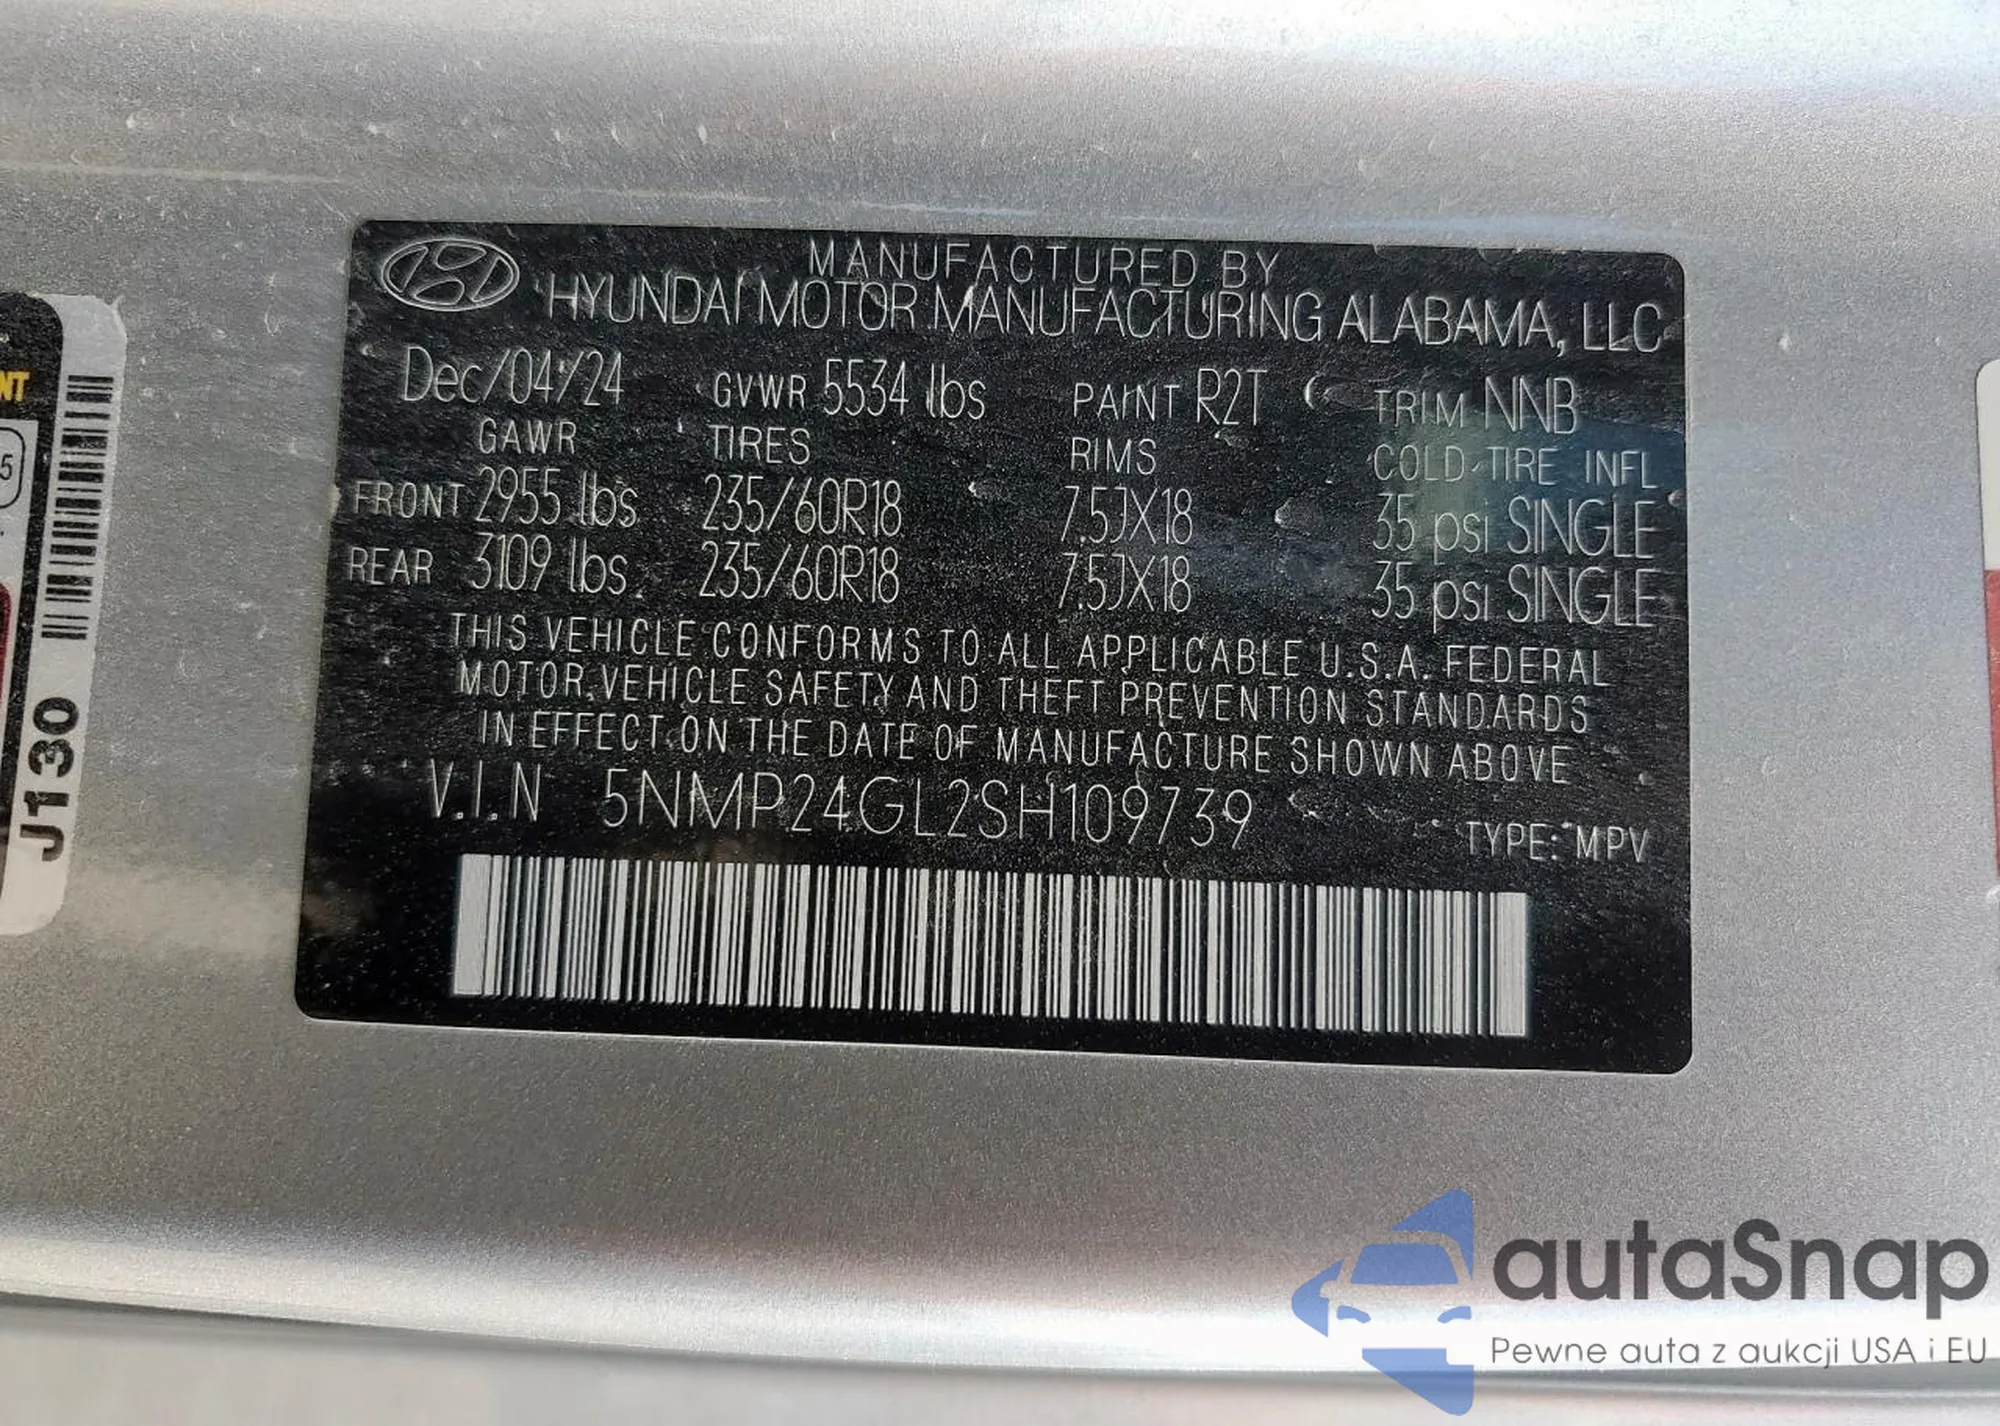 MANUFACTURED BY
HYUNDAI MOTOR MANUFACTURING ALABAMA, LLC
Dec/04/24 GVWR 5534 lbs PAINT R2T TRIM NNB
GAWR TIRES RIMS COLD TIRE INFL
FRONT 2955 lbs 235/60R18 7.5JX18 35 psi SINGLE
REAR 3109 lbs 235/60R18 7.5JX18 35 psi SINGLE
THIS VEHICLE CONFORMS TO ALL APPLICABLE U.S.A. FEDERAL
MOTOR VEHICLE SAFETY AND THEFT PREVENTION STANDARDS
IN EFFECT ON THE DATE OF MANUFACTURE SHOWN ABOVE
V.I.N 5NMP24GL2SH109739 TYPE: MPV
NT
5
J130
autaSnap
Pewne auta z aukcji USA i EU